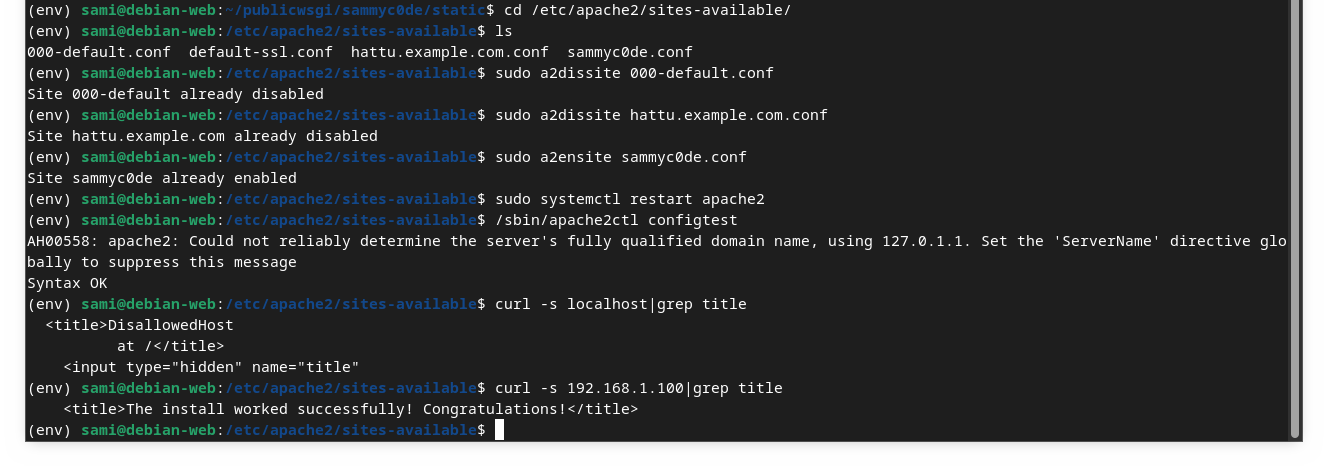 (env) sami@debian-web:~/publicwsgi/sammyc0de/static$ cd /etc/apache2/sites-available/
(env) sami@debian-web:/etc/apache2/sites-available$ ls
000-default.conf  default-ssl.conf  hattu.example.com.conf  sammyc0de.conf
(env) sami@debian-web:/etc/apache2/sites-available$ sudo a2dissite 000-default.conf
Site 000-default already disabled
(env) sami@debian-web:/etc/apache2/sites-available$ sudo a2dissite hattu.example.com.conf
Site hattu.example.com already disabled
(env) sami@debian-web:/etc/apache2/sites-available$ sudo a2ensite sammyc0de.conf
Site sammyc0de already enabled
(env) sami@debian-web:/etc/apache2/sites-available$ sudo systemctl restart apache2
(env) sami@debian-web:/etc/apache2/sites-available$ /sbin/apache2ctl configtest
AH00558: apache2: Could not reliably determine the server's fully qualified domain name, using 127.0.1.1. Set the 'ServerName' directive glo
bally to suppress this message
Syntax OK
(env) sami@debian-web:/etc/apache2/sites-available$ curl -s localhost|grep title
  <title>DisallowedHost
          at /</title>
    <input type="hidden" name="title"
(env) sami@debian-web:/etc/apache2/sites-available$ curl -s 192.168.1.100|grep title
    <title>The install worked successfully! Congratulations!</title>
(env) sami@debian-web:/etc/apache2/sites-available$